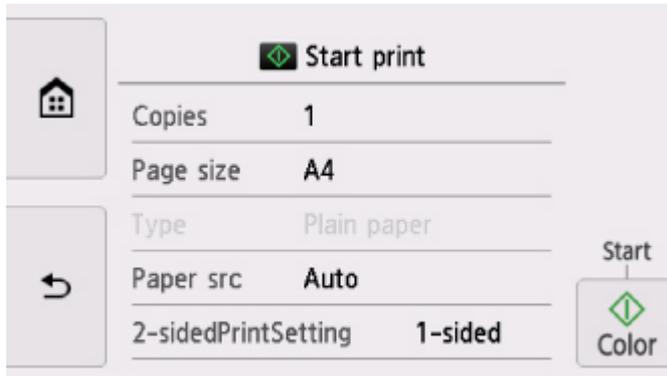 Start print
Copies 1
Page size A4
Type Plain paper
Paper src Auto
2-sidedPrintSetting 1-sided
Start
Color